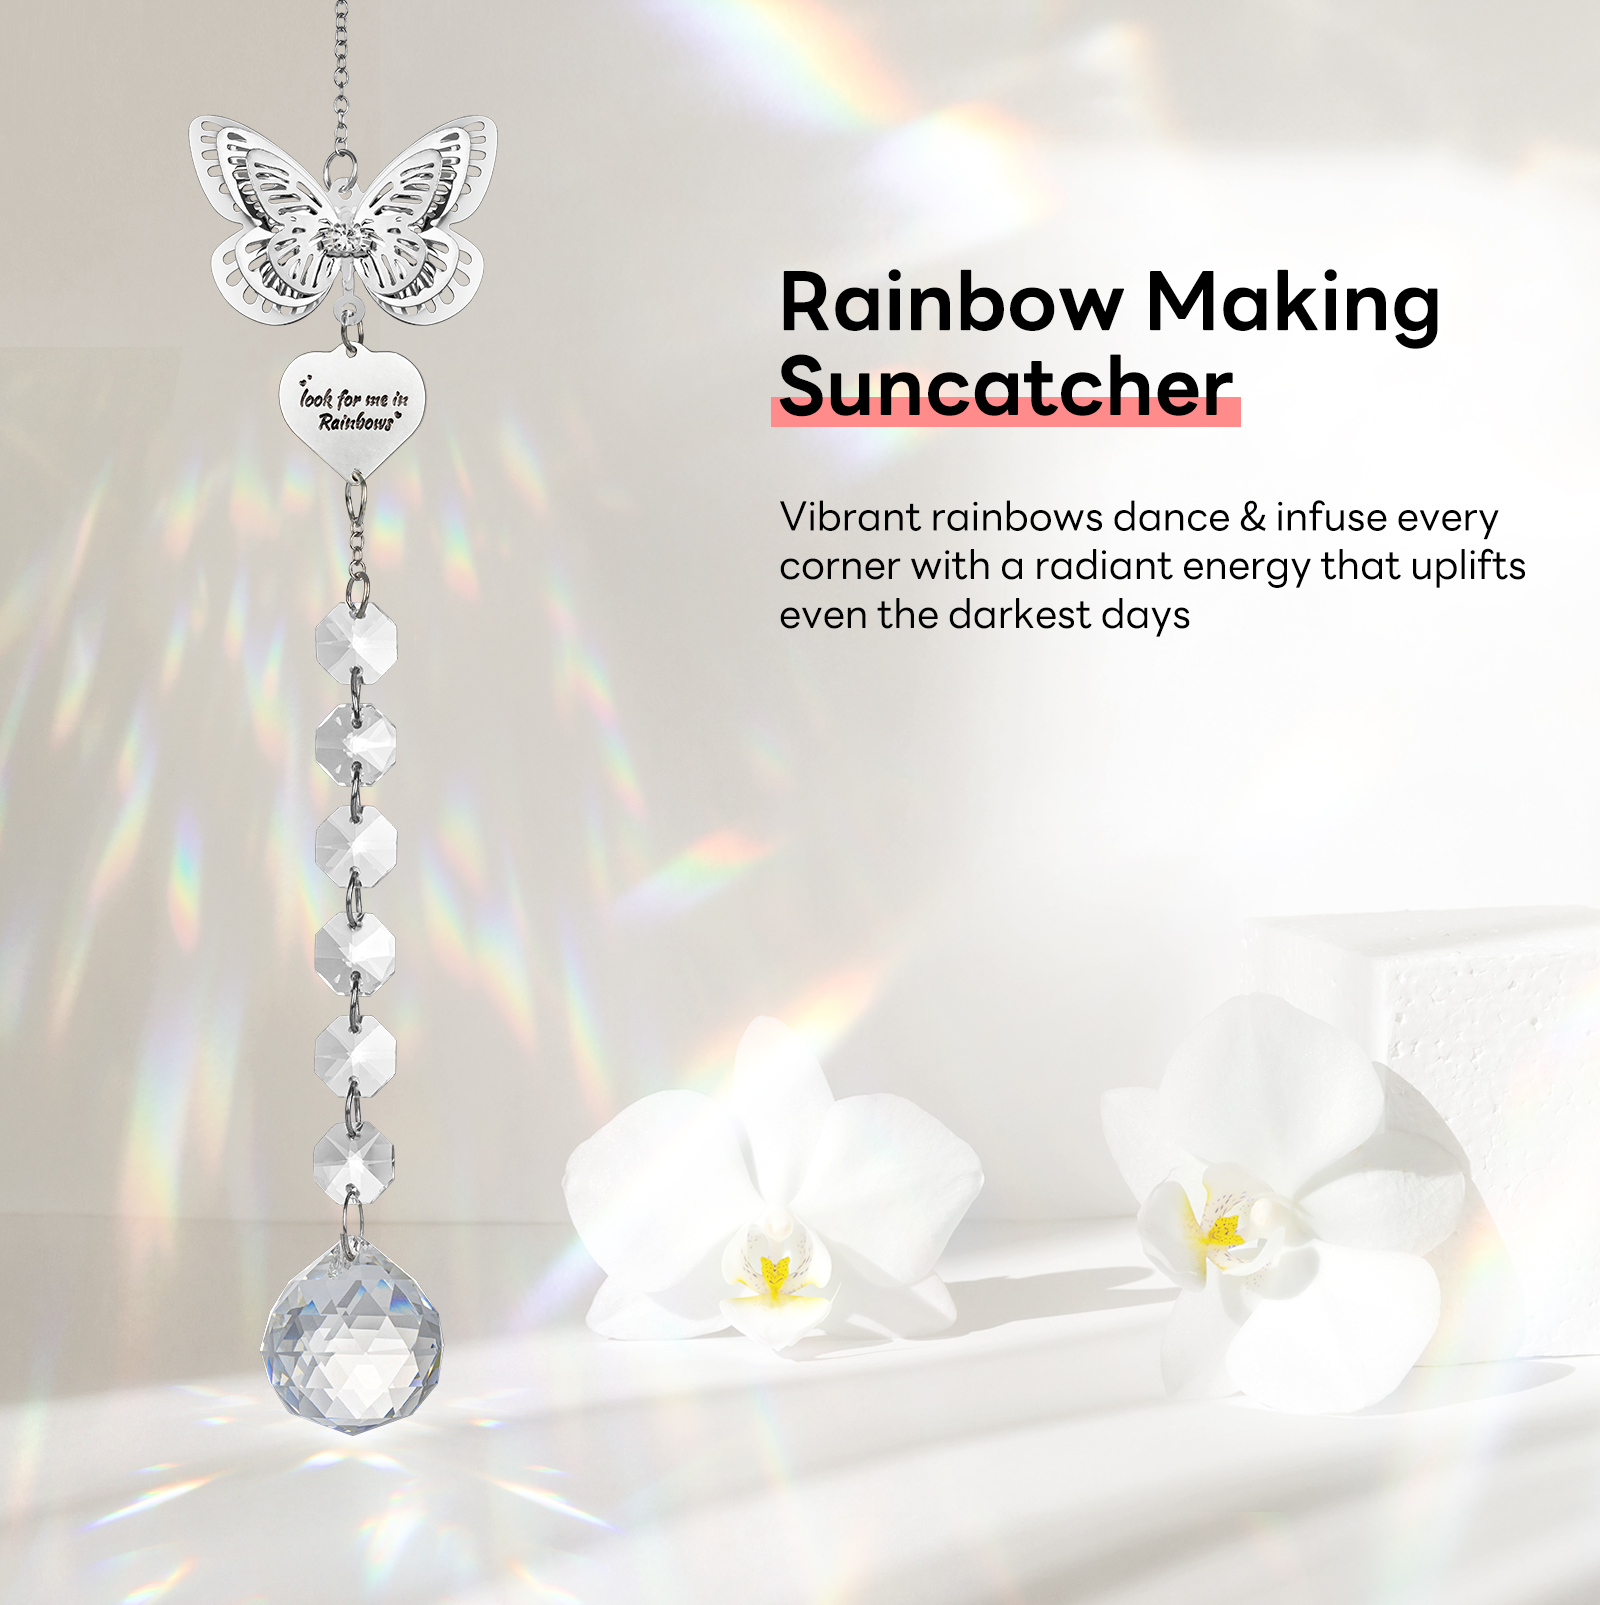 look for me in
Rainbows
Rainbow Making
Suncatcher
Vibrant rainbows dance & infuse every
corner with a radiant energy that uplifts
even the darkest days